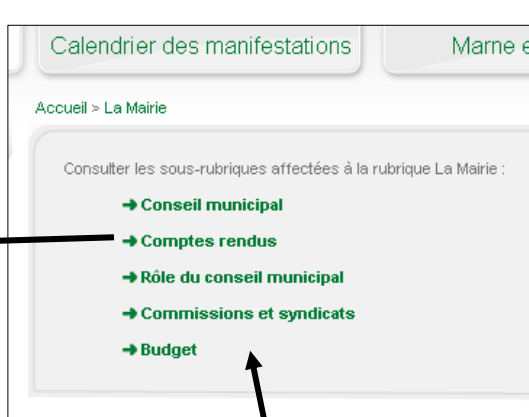 Calendrier des manifestations Marne e
Accueil > La Mairie
Consulter les sous-rubriques affectées à la rubrique La Mairie :
➔ Conseil municipal
➔ Comptes rendus
➔ Rôle du conseil municipal
➔ Commissions et syndicats
➔ Budget